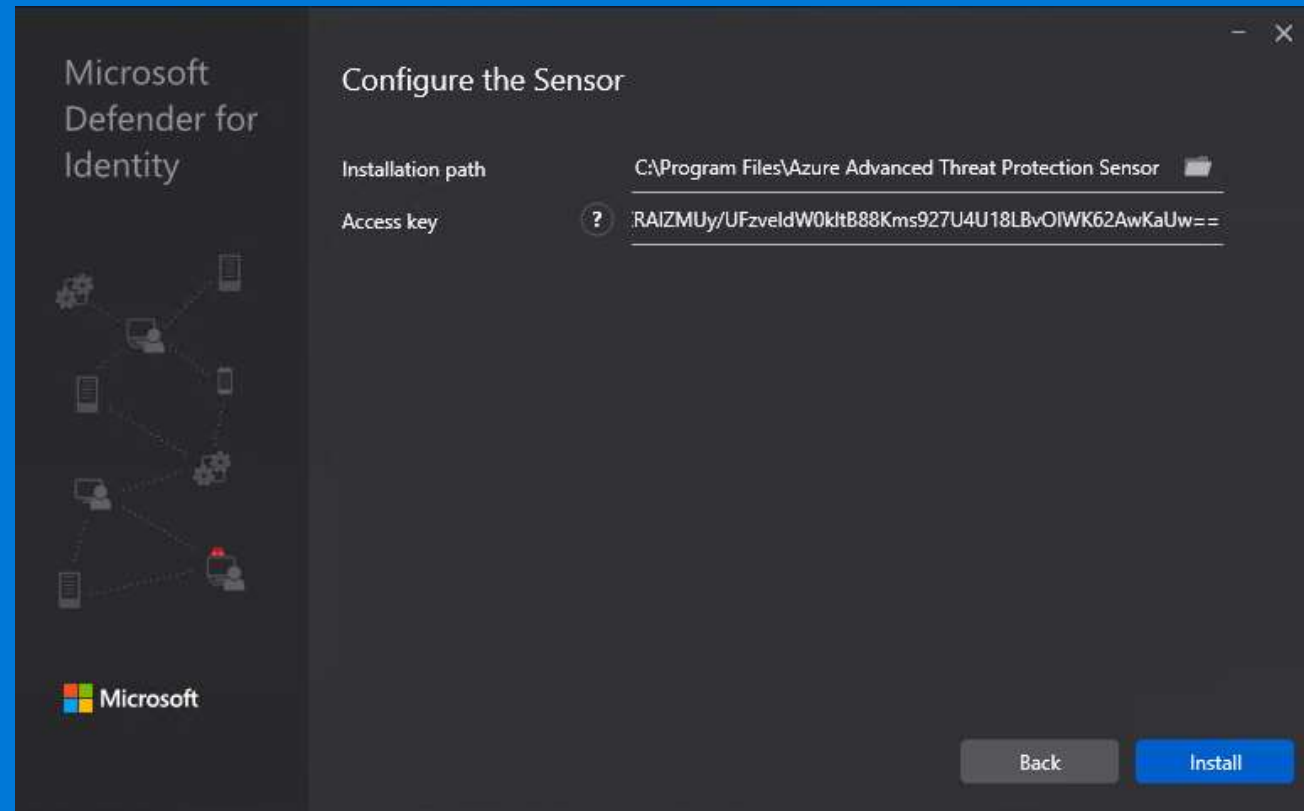 Microsoft
Defender for
Identity
Configure the Sensor
Installation path
C:\Program Files\Azure Advanced Threat Protection Sensor
Access key
?
RAIZMUy/UFzveIdW0kItB88Kms927U4U18LBvOIWK62AwKaUw==
Microsoft
Back
Install